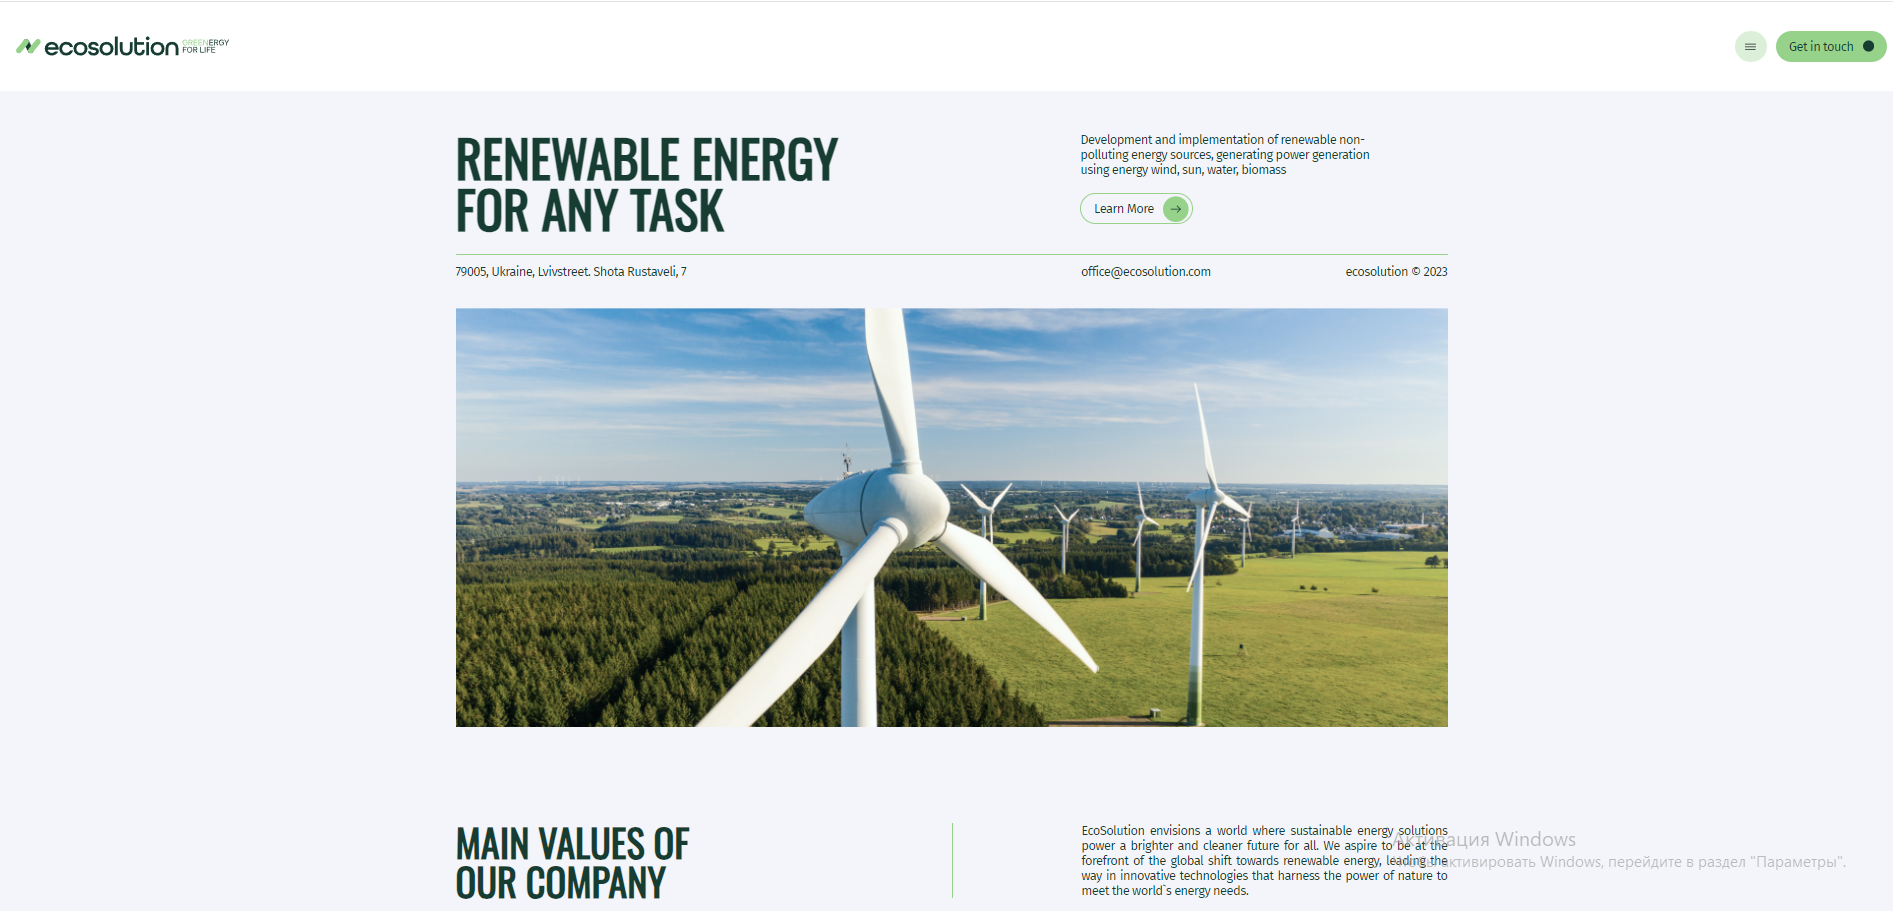 ecosolution GREENERGY
FOR LIFE
Get in touch
RENEWABLE ENERGY
FOR ANY TASK
Development and implementation of renewable non-
polluting energy sources, generating power generation
using energy wind, sun, water, biomass
Learn More
79005, Ukraine, Lvivstreet. Shota Rustaveli, 7
office@ecosolution.com
ecosolution © 2023
MAIN VALUES OF
OUR COMPANY
EcoSolution envisions a world where sustainable energy solutions
power a brighter and cleaner future for all. We aspire to be at the
forefront of the global shift towards renewable energy, leading the
way in innovative technologies that harness the power of nature to
meet the world`s energy needs.
Активация Windows
Чтобы активировать Windows, перейдите в раздел "Параметры".